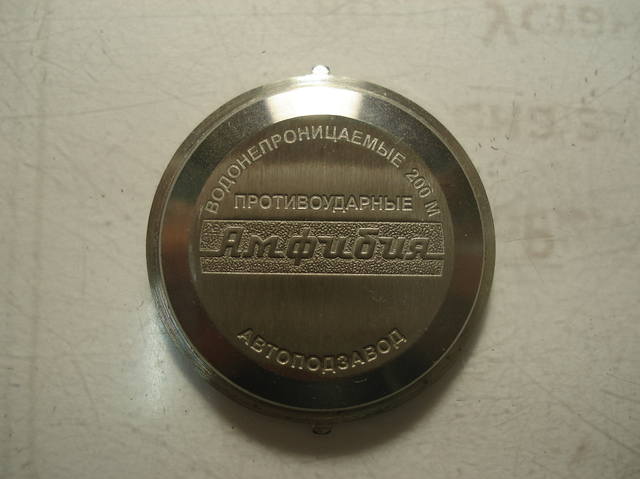 ВОДОНЕПРОНИЦАЕМЫЕ 200 М
ПРОТИВОУДАРНЫЕ
Амфибия
АВТОПОДЗАВОД